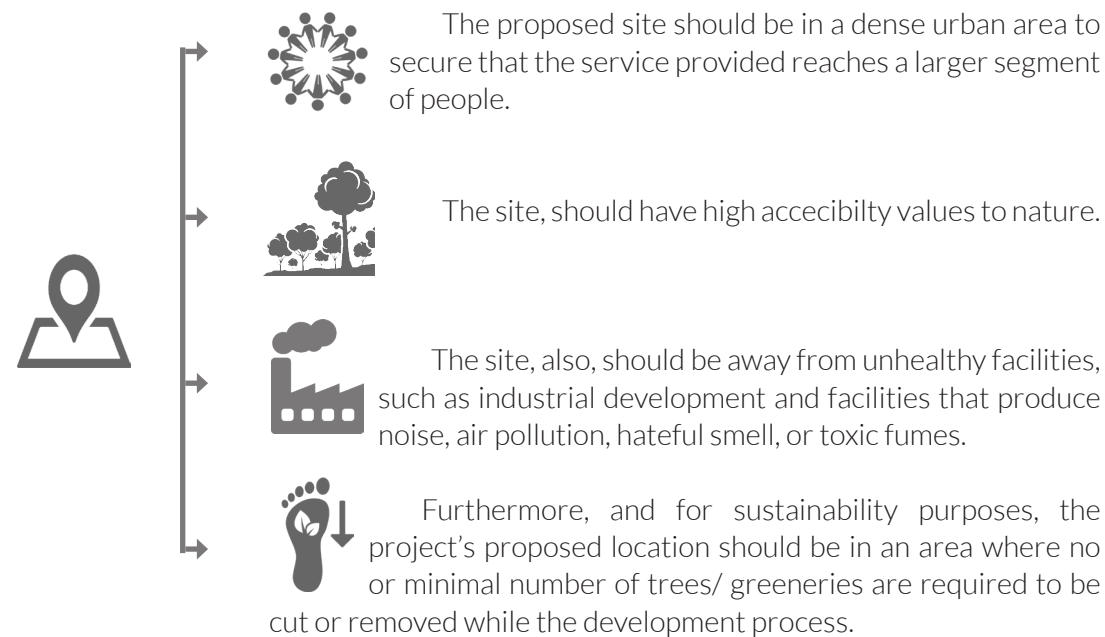 The proposed site should be in a dense urban area to
secure that the service provided reaches a larger segment
of people.
The site, should have high accecibilty values to nature.
The site, also, should be away from unhealthy facilities,
such as industrial development and facilities that produce
noise, air pollution, hateful smell, or toxic fumes.
Furthermore, and for sustainability purposes, the
project's proposed location should be in an area where no
or minimal number of trees/ greeneries are required to be
cut or removed while the development process.